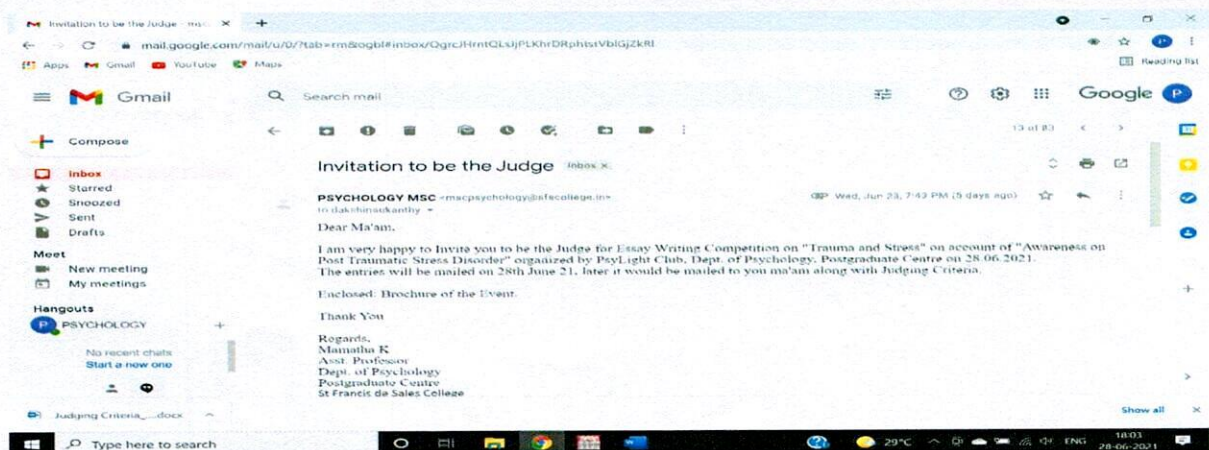 Invitation to be the Judge - msc
mail.google.com/mail/u/0/?tab=rm&ogbl#inbox/
Apps Gmail YouTube Maps Reading list
Gmail Search mail Google P
Compose 13 of 83
Inbox
Starred
Snoozed
Sent
Drafts
Meet
New meeting
My meetings
Hangouts
PSYCHOLOGY
No recent chats
Start a new one
Invitation to be the Judge Inbox x
PSYCHOLOGY MSC <mscpsychology@sfscollege.in> Wed, Jun 23, 7:43 PM (5 days ago)
to dakshinsukanthy
Dear Ma'am,
I am very happy to Invite you to be the Judge for Essay Writing Competition on "Trauma and Stress" on account of "Awareness on
Post Traumatic Stress Disorder" organized by PsyLight Club, Dept. of Psychology, Postgraduate Centre on 28.06.2021.
The entries will be mailed on 28th June 21, later it would be mailed to you ma'am along with Judging Criteria.
Enclosed: Brochure of the Event.
Thank You
Regards,
Mamatha K
Asst. Professor
Dept. of Psychology
Postgraduate Centre
St Francis de Sales College
Judging Criteria_....docx Show all
Type here to search 29°C ENG 18:03
28-06-2021